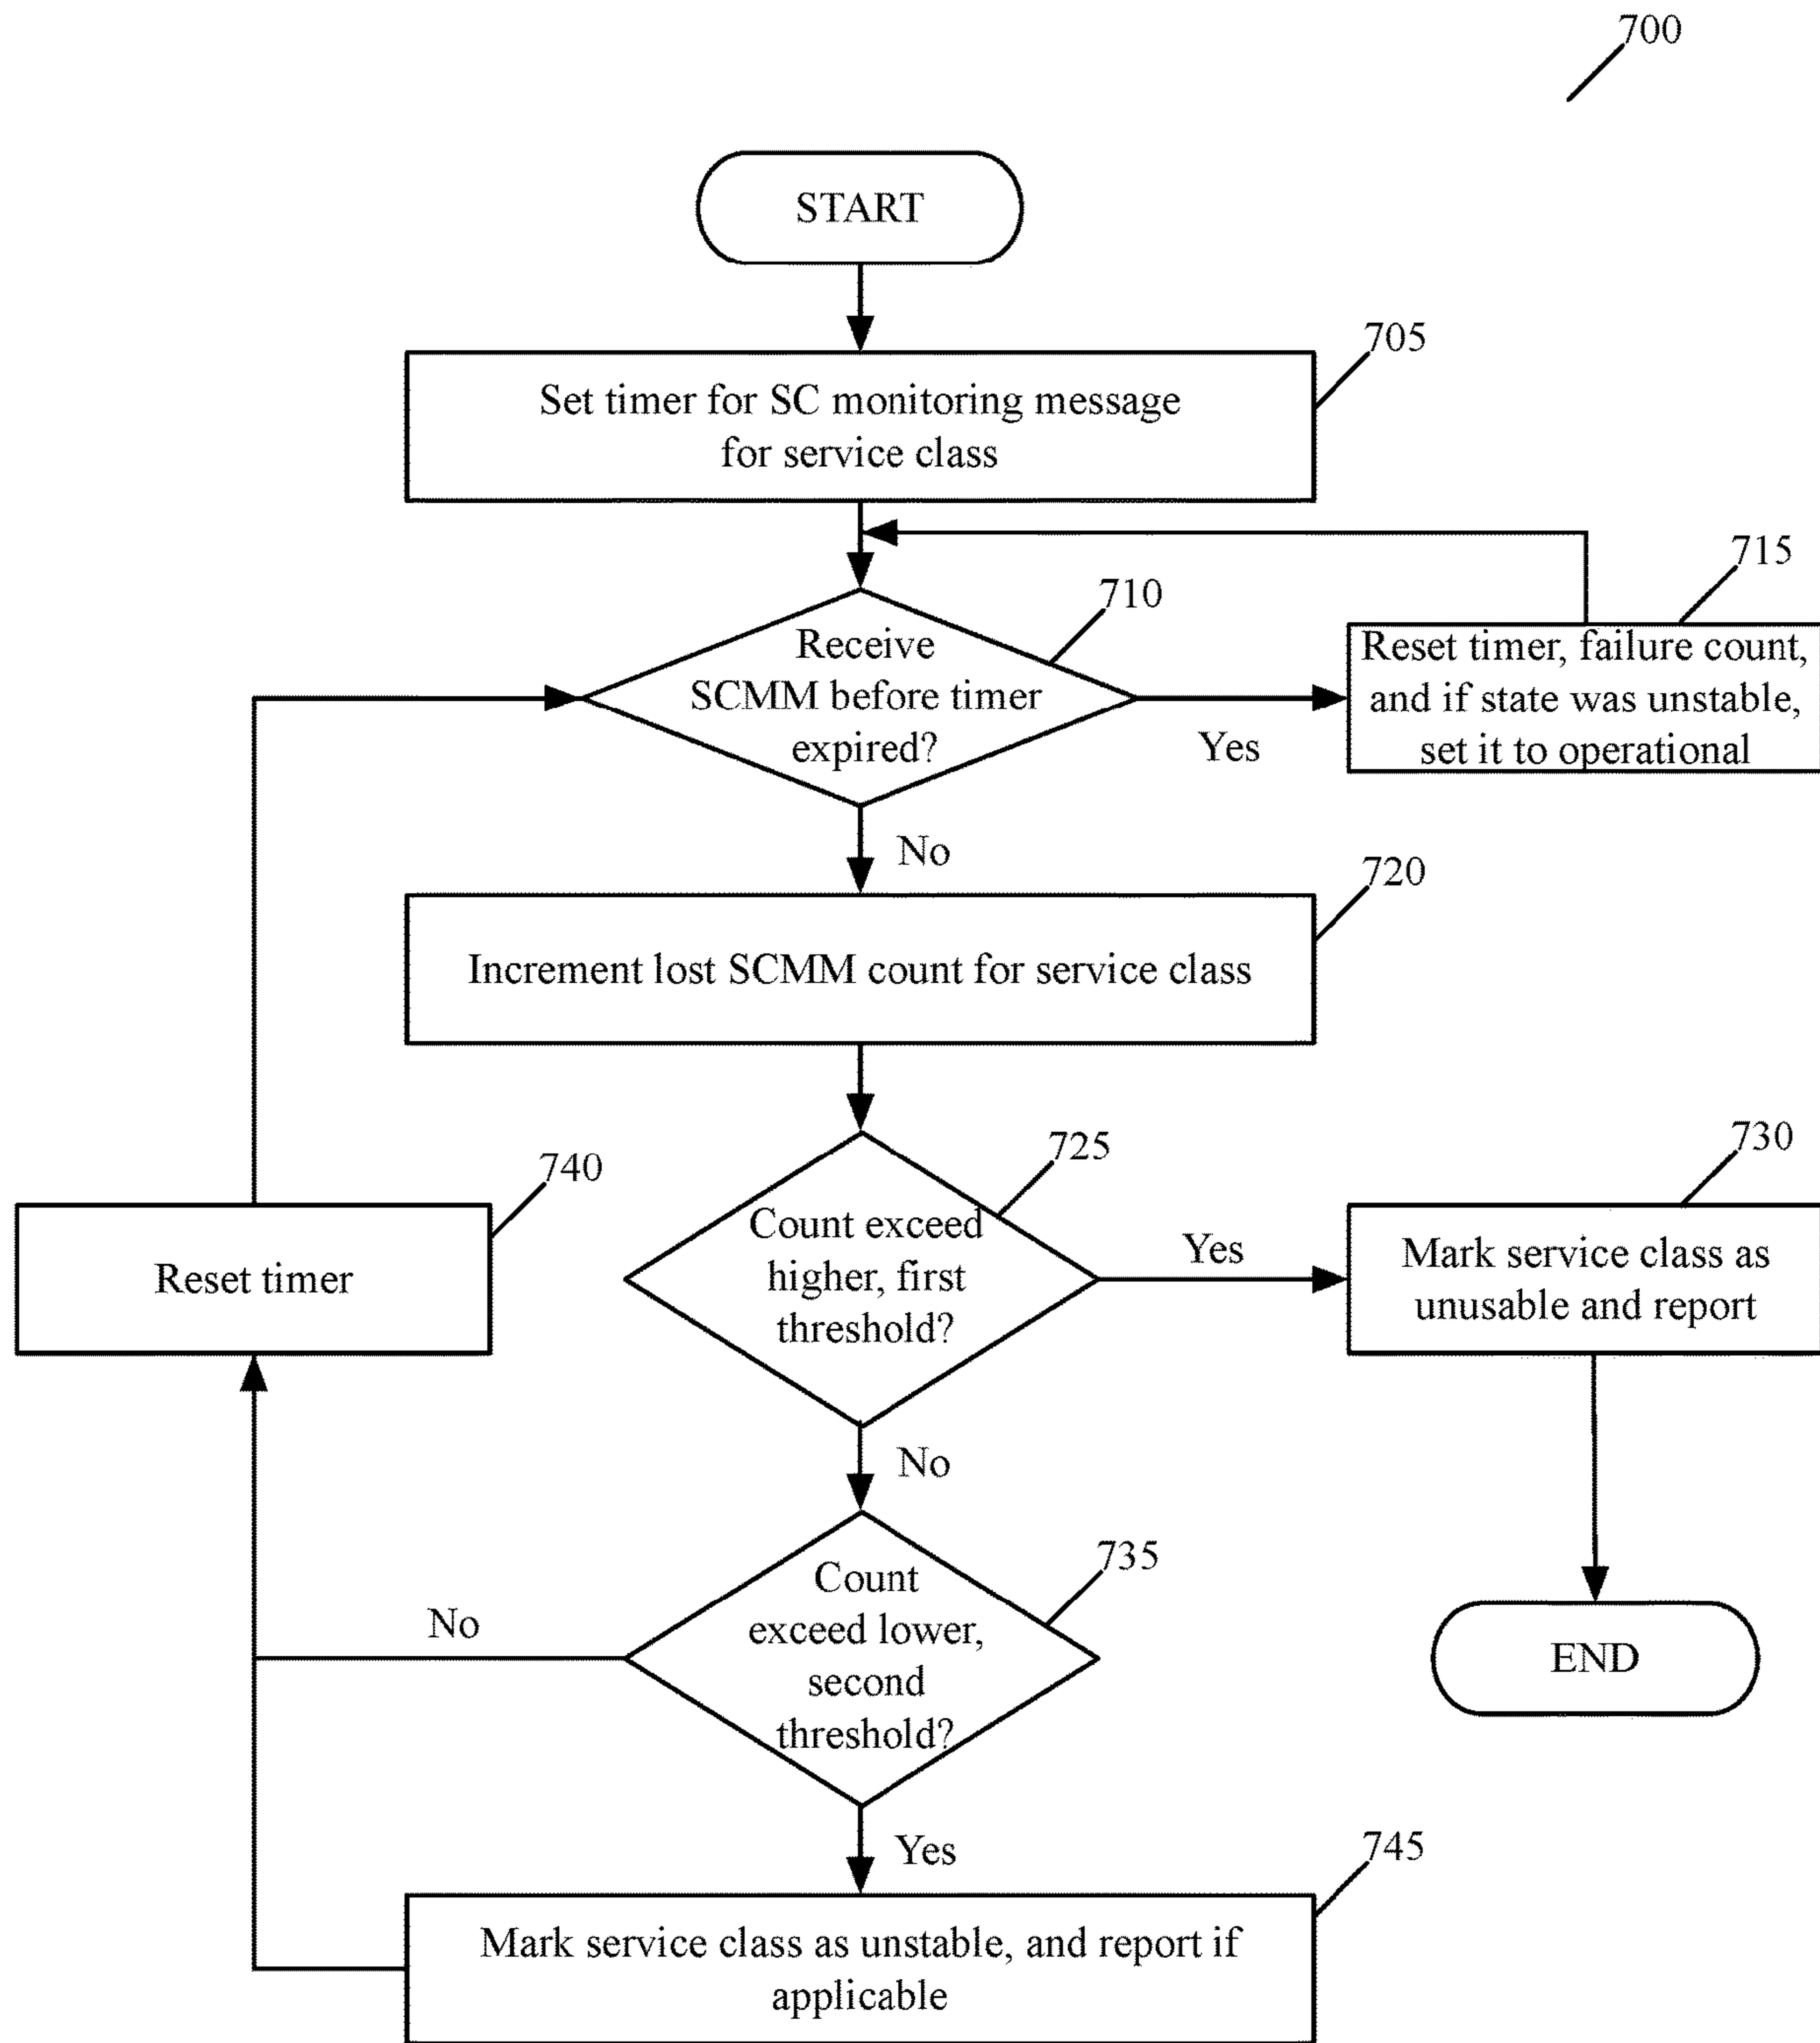 700
START
705
Set timer for SC monitoring message
for service class
715
710
Receive
SCMM before timer
expired?
Yes
Reset timer, failure count,
and if state was unstable,
set it to operational
No
720
Increment lost SCMM count for service class
725
730
740
Count exceed
higher, first
threshold?
Yes
Mark service class as
unusable and report
Reset timer
No
735
Count
exceed lower,
second
threshold?
No
END
Yes
745
Mark service class as unstable, and report if
applicable